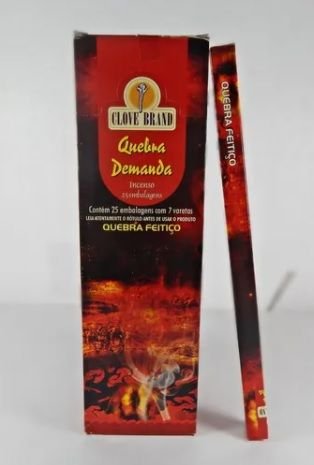 CLOVE BRAND
Quebra
Demanda
Incenso
25 embalagens
Contém 25 embalagens com 7 varetas
LEIA ATENTAMENTE O RÓTULO ANTES DE USAR O PRODUTO
QUEBRA FEITIÇO
QUEBRA FEITIÇO